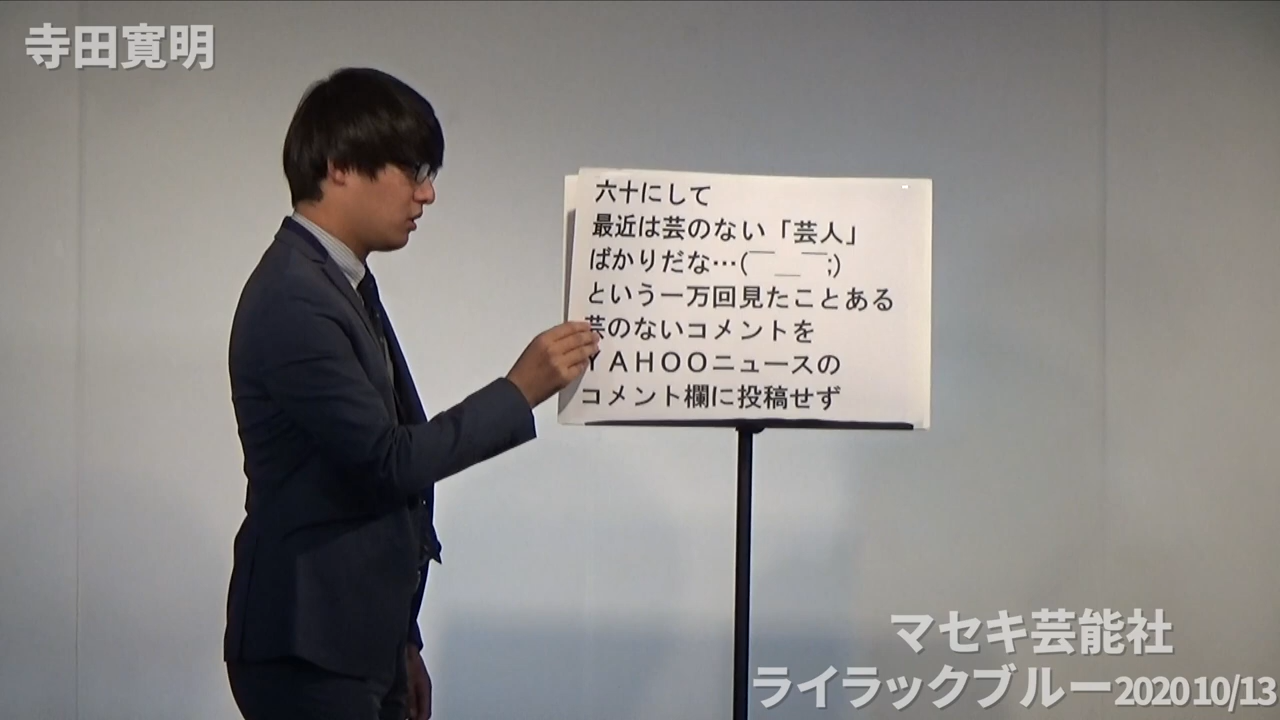 寺田寛明
六十にして
最近は芸のない「芸人」
ばかりだな…(￣＿￣;)
という一万回見たことある
芸のないコメントを
ＹＡＨＯＯニュースの
コメント欄に投稿せず
マセキ芸能社
ライラックブルー2020 10/13